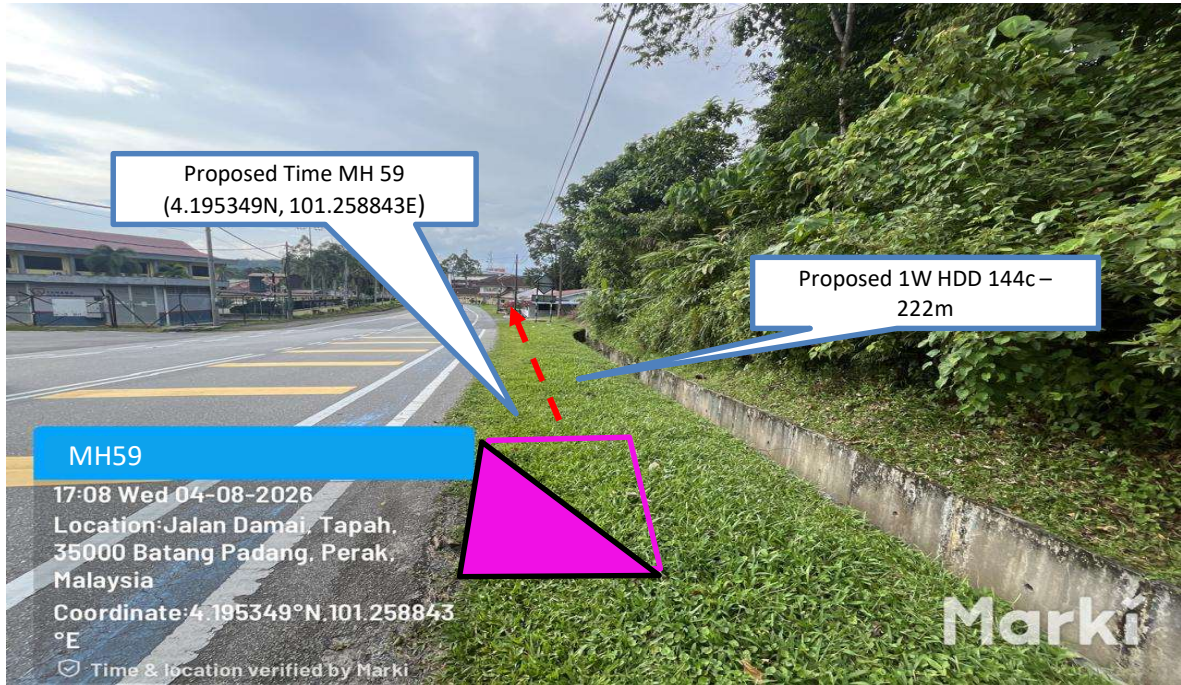 Proposed Time MH 59
(4.195349N, 101.258843E)
Proposed 1W HDD 144c –
222m
MH59
17:08 Wed 04-08-2026
Location:Jalan Damai, Tapah,
35000 Batang Padang, Perak,
Malaysia
Coordinate:4.195349°N,101.258843
°E
Time & location verified by Marki
Marki